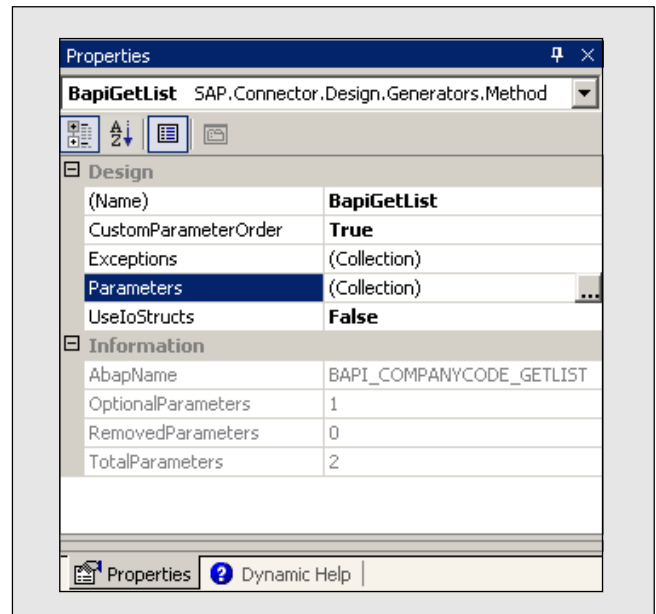 Properties
BapiGetList SAP.Connector.Design.Generators.Method
Design
(Name) BapiGetList
CustomParameterOrder True
Exceptions (Collection)
Parameters (Collection) ...
UseIoStructs False
Information
AbapName BAPI_COMPANYCODE_GETLIST
OptionalParameters 1
RemovedParameters 0
TotalParameters 2
Properties Dynamic Help